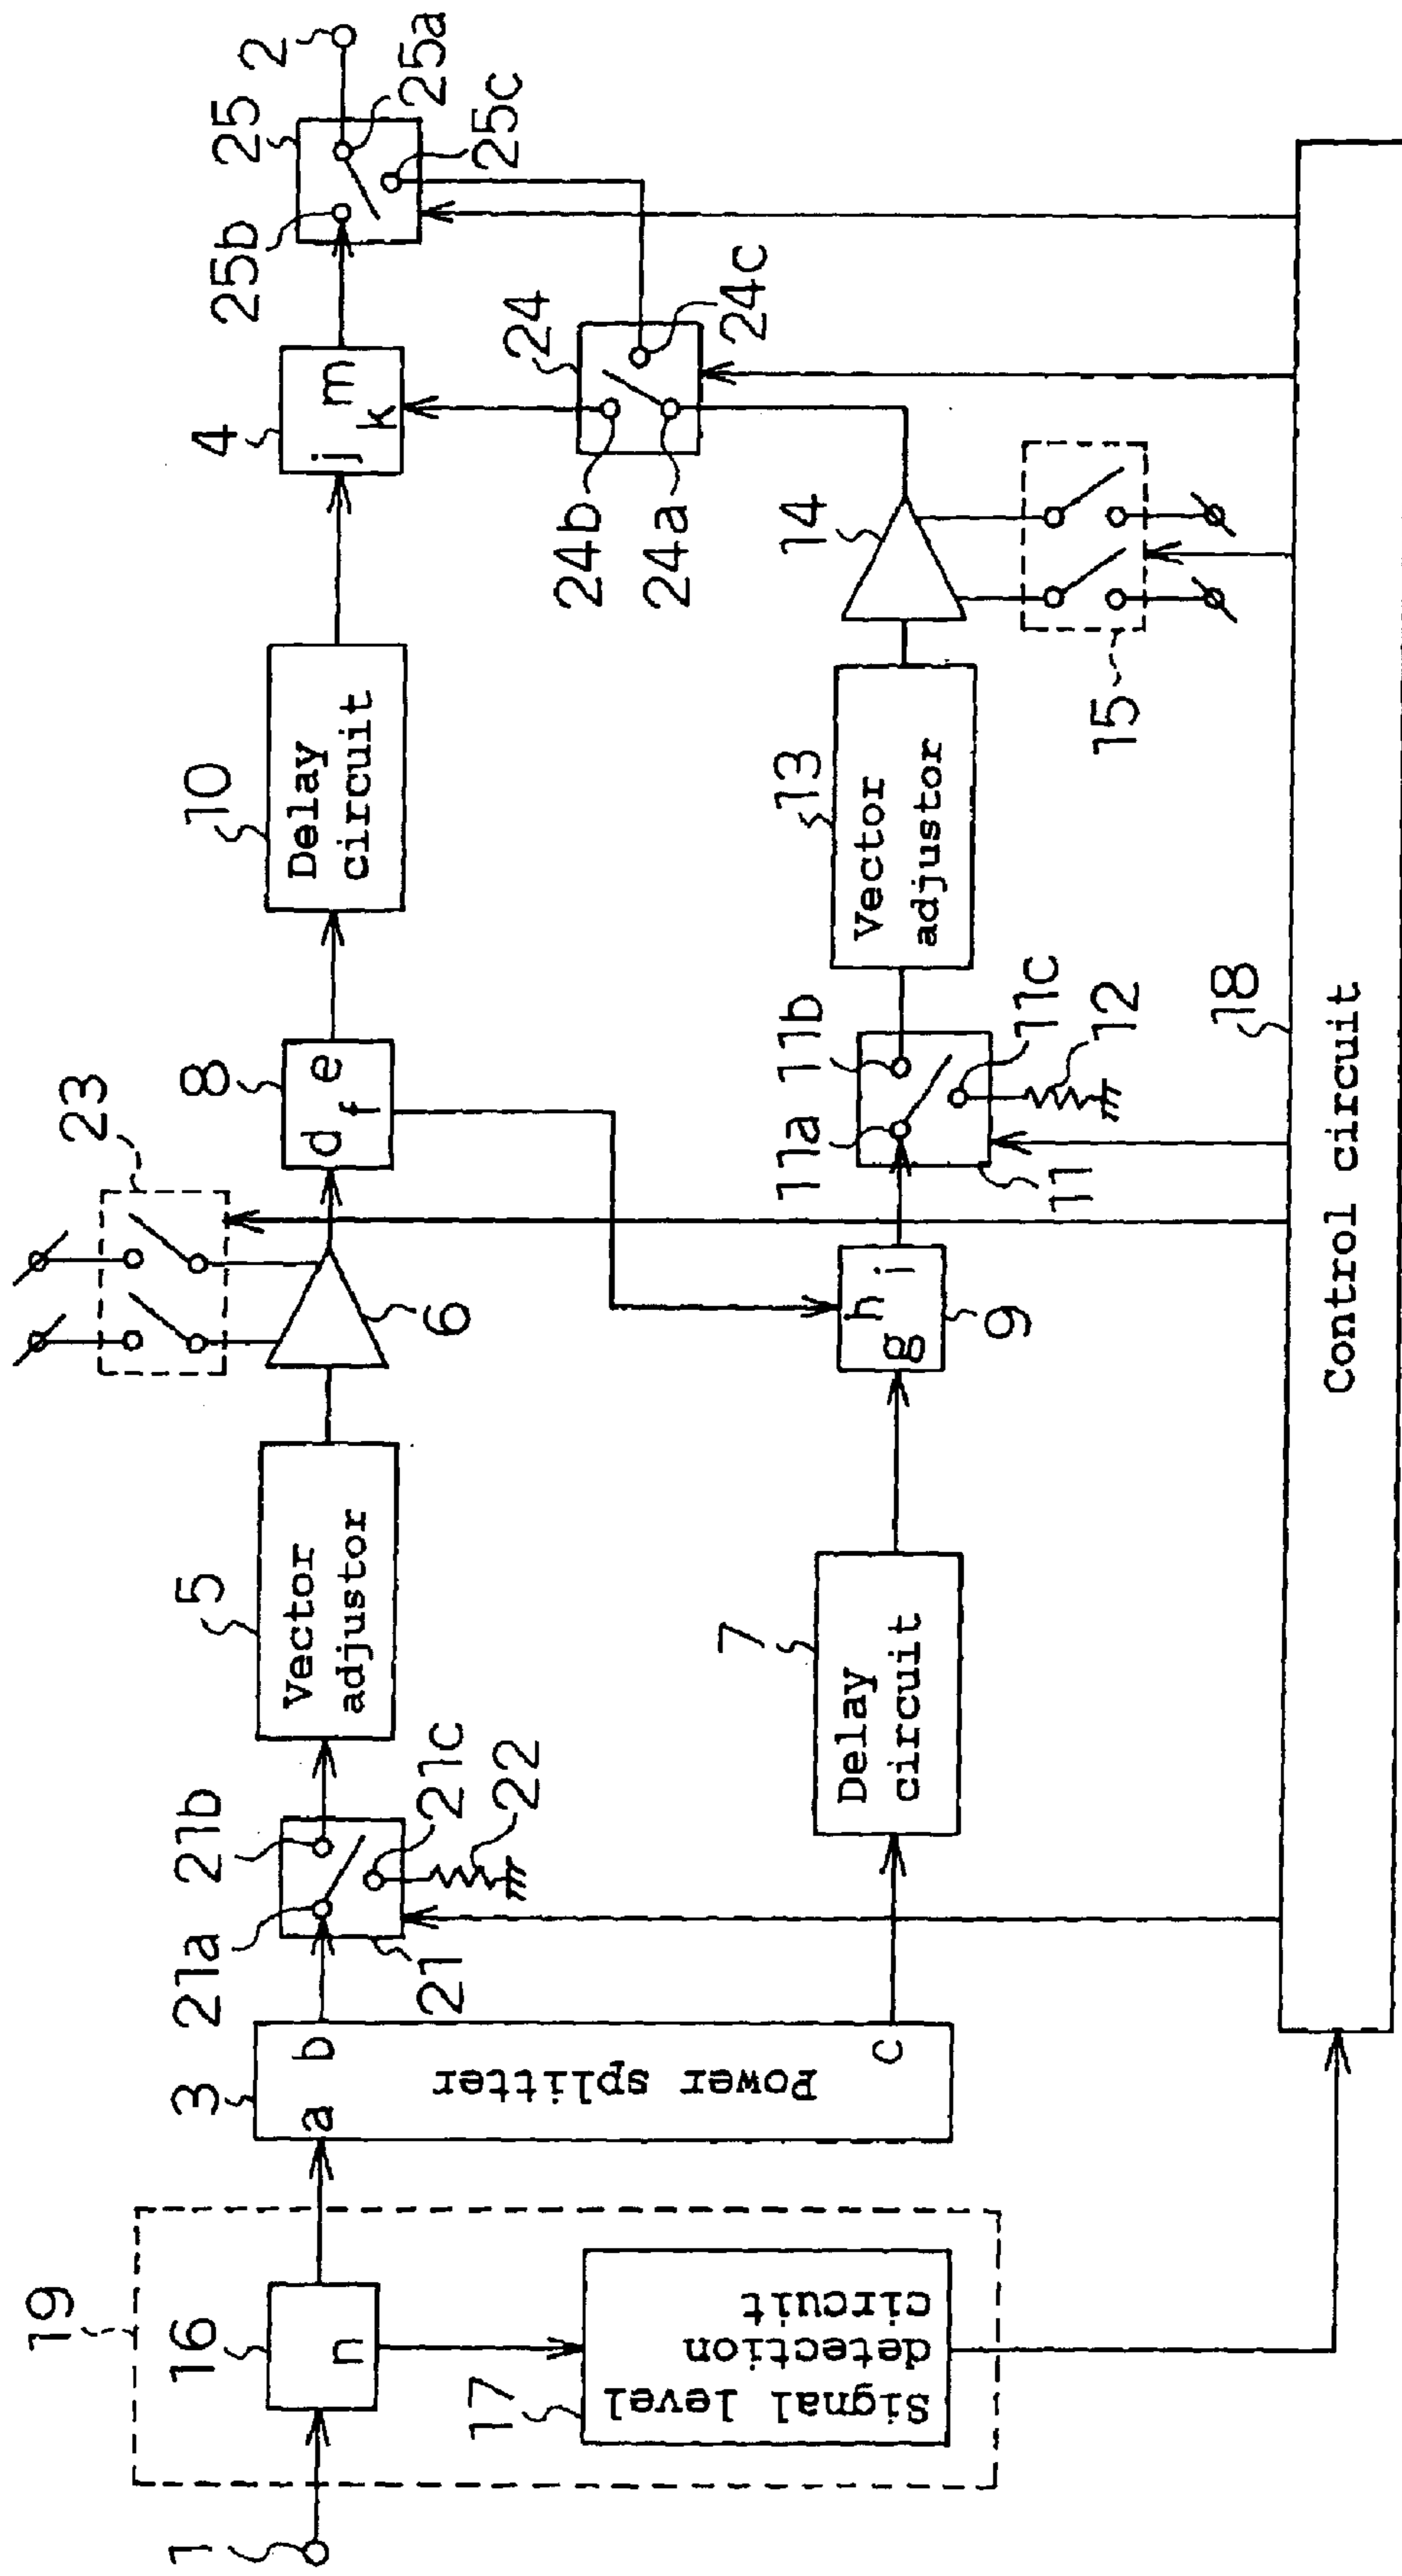 19
1
16
n
17
Signal level
detection
circuit
3
a
b
c
Power splitter
21a
21b
21
21c
22
5
Vector
adjustor
23
6
8
d
e
f
7
Delay
circuit
h
g
i
9
11a
11b
11
11c
12
10
Delay
circuit
13
Vector
adjustor
14
15
4
j
m
k
24
24b
24a
24c
25
25b
25a
25c
2
18
Control circuit